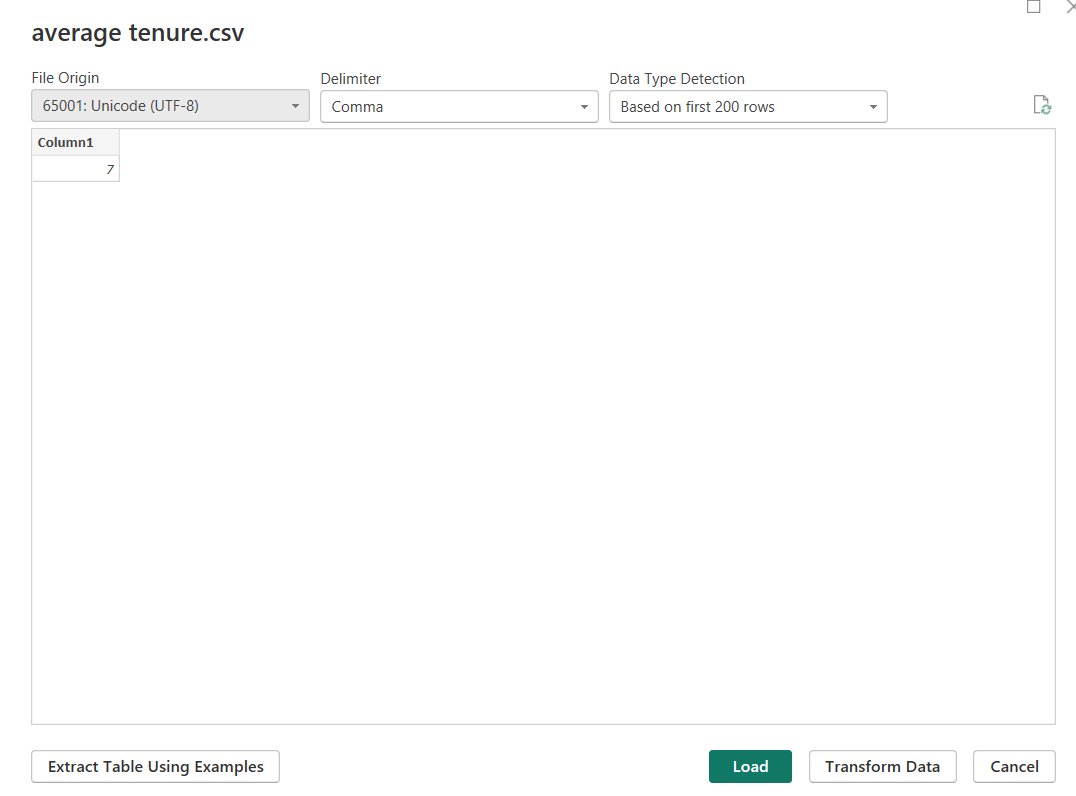 average tenure.csv
File Origin
Delimiter
Data Type Detection
65001: Unicode (UTF-8)
Comma
Based on first 200 rows
Column1
7
Extract Table Using Examples
Load
Transform Data
Cancel